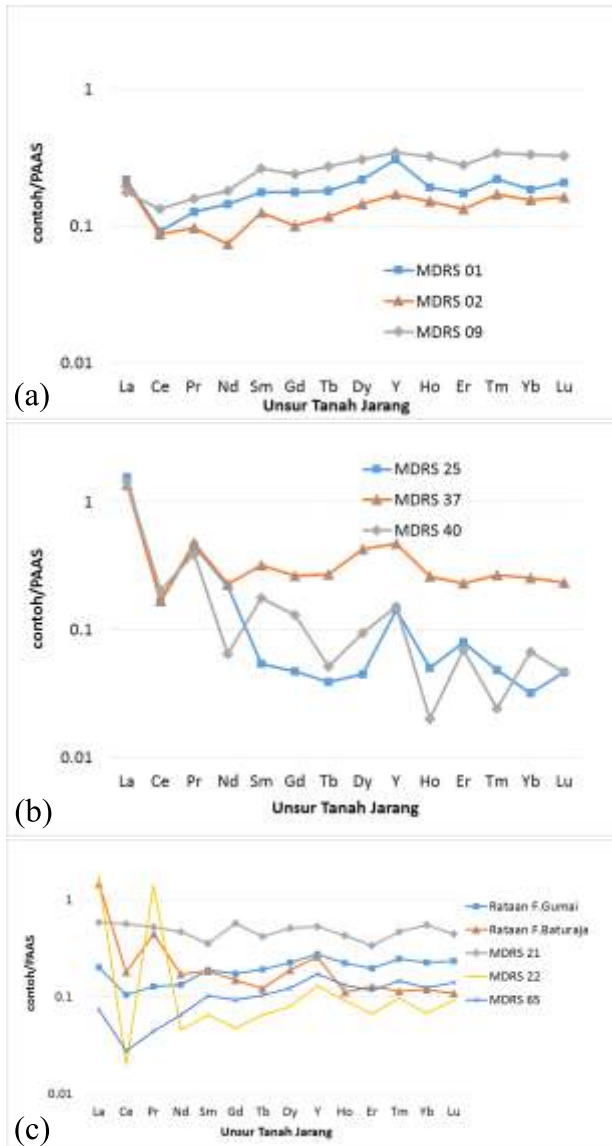 contoh/PAAS
1
0.1
0.01
MDRS 01
MDRS 02
MDRS 09
La Ce Pr Nd Sm Gd Tb Dy Y Ho Er Tm Yb Lu
Unsur Tanah Jarang
(a)
contoh/PAAS
1
0.1
0.01
MDRS 25
MDRS 37
MDRS 40
La Ce Pr Nd Sm Gd Tb Dy Y Ho Er Tm Yb Lu
Unsur Tanah Jarang
(b)
contoh/PAAS
1
0.1
0.01
Rataan F.Gumai
Rataan F.Baturaja
MDRS 21
MDRS 22
MDRS 65
La Ce Pr Nd Sm Gd Tb Dy Y Ho Er Tm Yb Lu
Unsur Tanah Jarang
(c)